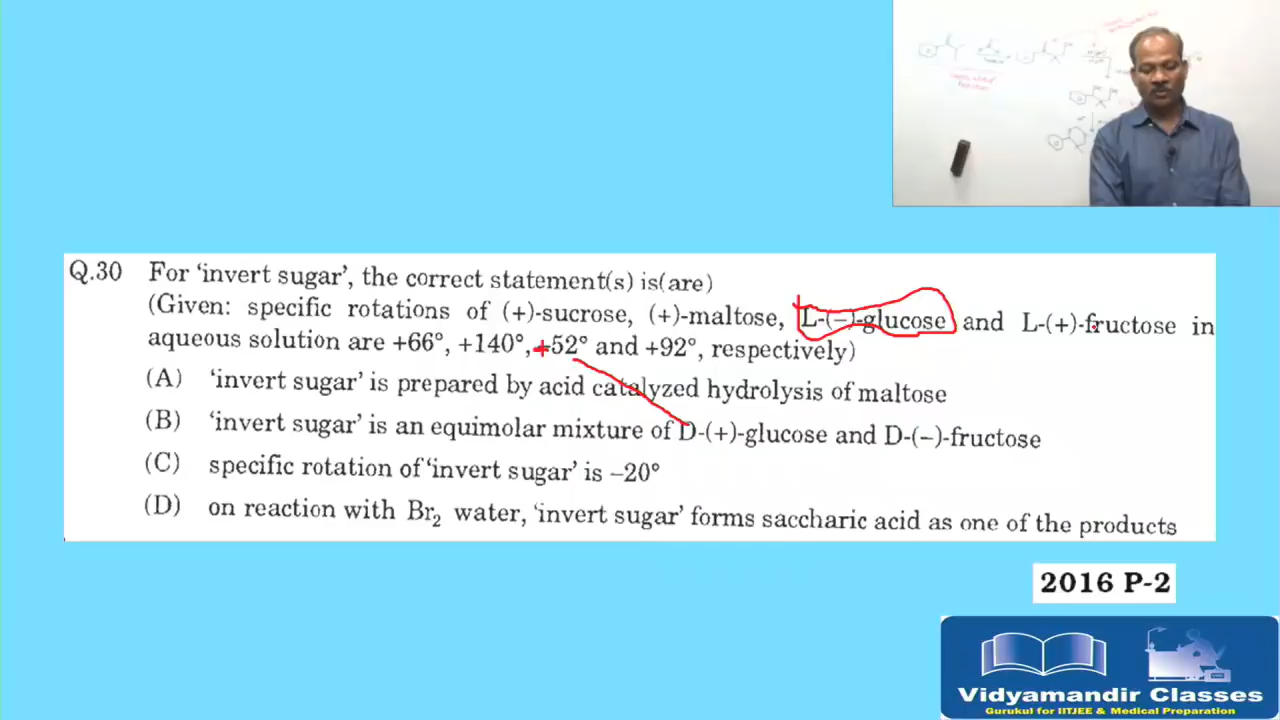 Q.30 For ‘invert sugar’, the correct statement(s) is(are)
(Given: specific rotations of (+)-sucrose, (+)-maltose, L-(−)-glucose and L-(+)-fructose in
aqueous solution are +66°, +140°, +52° and +92°, respectively)
(A) ‘invert sugar’ is prepared by acid catalyzed hydrolysis of maltose
(B) ‘invert sugar’ is an equimolar mixture of D-(+)-glucose and D-(−)-fructose
(C) specific rotation of ‘invert sugar’ is −20°
(D) on reaction with Br₂ water, ‘invert sugar’ forms saccharic acid as one of the products
2016 P-2
Vidyamandir Classes
Gurukul for IITJEE & Medical Preparation